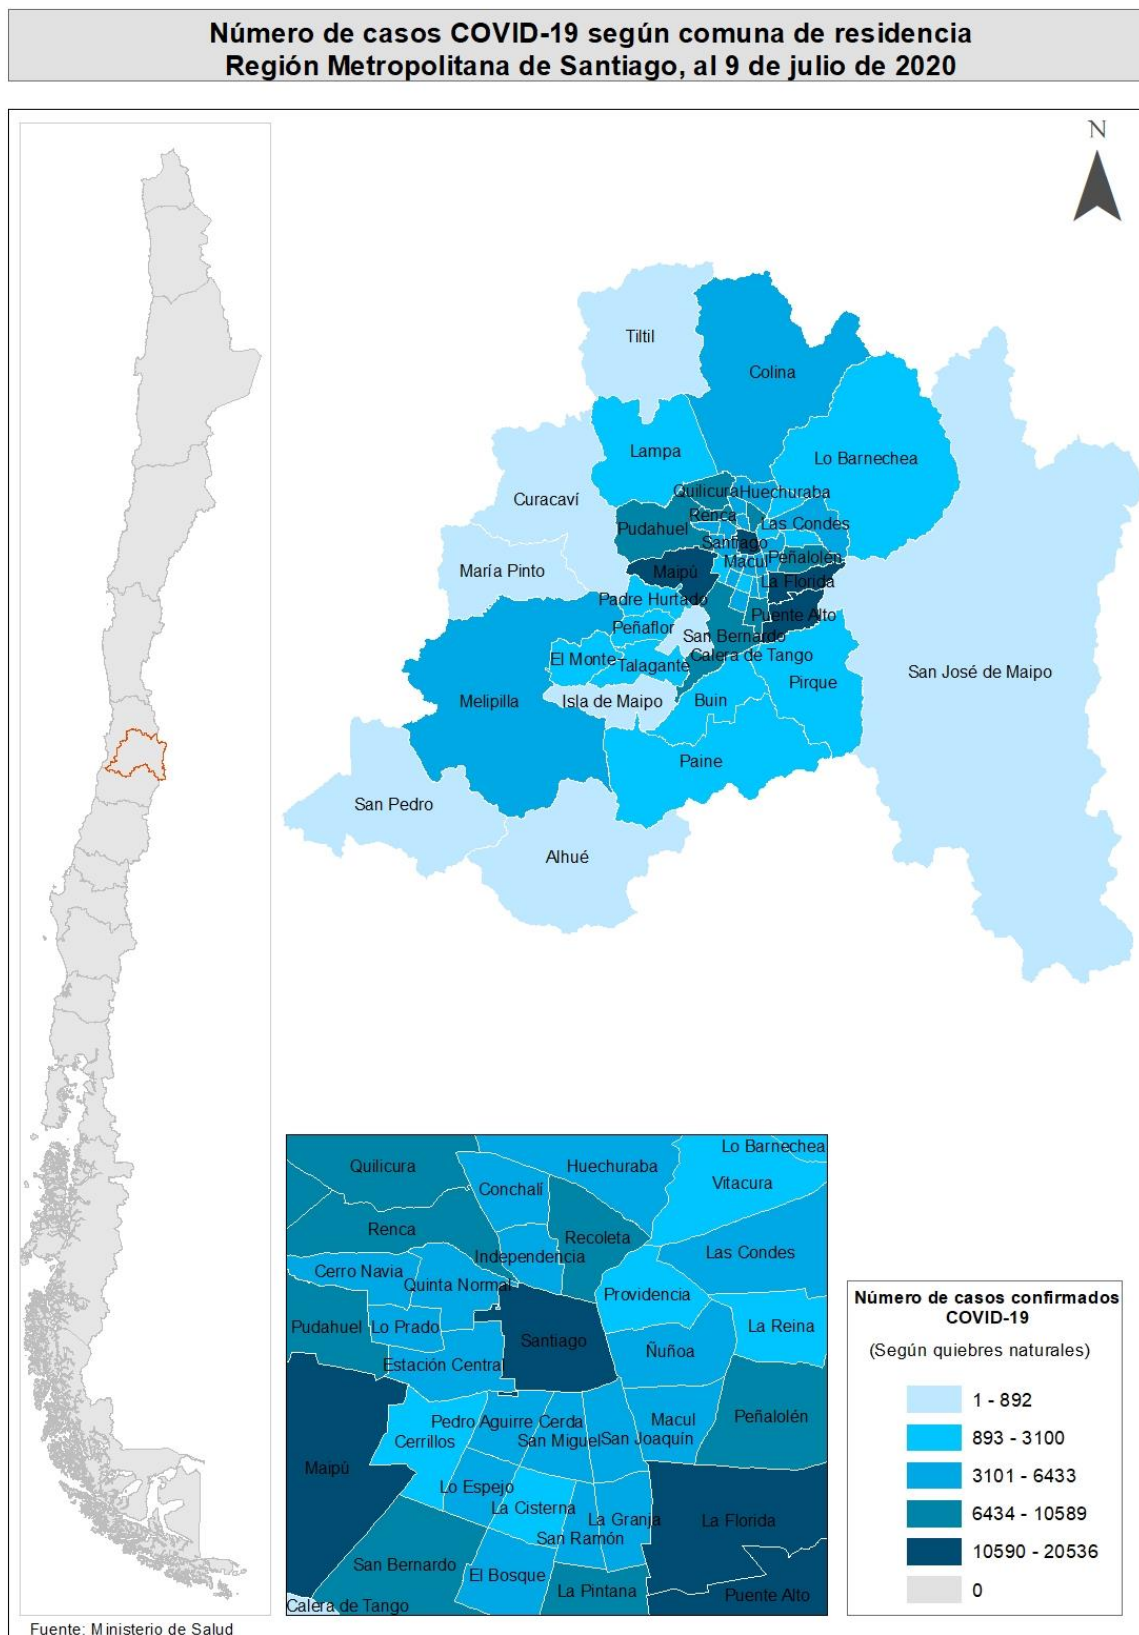 Número de casos COVID-19 según comuna de residencia
Región Metropolitana de Santiago, al 9 de julio de 2020
N
Tiltil
Colina
Lampa
Lo Barnechea
Curacaví
Quilicura
Huechuraba
Renca
Las Condes
Pudahuel
Santiago
Peñalolén
Macul
María Pinto
Maipú
La Florida
Padre Hurtado
Puente Alto
Peñaflor
San Bernardo
El Monte
Talagante
Calera de Tango
San José de Maipo
Pirque
Melipilla
Isla de Maipo
Buin
Paine
San Pedro
Alhué
Lo Barnechea
Quilicura
Huechuraba
Conchalí
Vitacura
Renca
Recoleta
Independencia
Las Condes
Cerro Navia
Quinta Normal
Providencia
Pudahuel
Lo Prado
Santiago
La Reina
Ñuñoa
Estación Central
Pedro Aguirre Cerda
Macul
Peñalolén
Cerrillos
San Miguel
San Joaquín
Maipú
Lo Espejo
La Cisterna
La Granja
La Florida
San Ramón
San Bernardo
El Bosque
La Pintana
Puente Alto
Calera de Tango
Número de casos confirmados
COVID-19
(Según quiebres naturales)
1 - 892
893 - 3100
3101 - 6433
6434 - 10589
10590 - 20536
0
Fuente: Ministerio de Salud